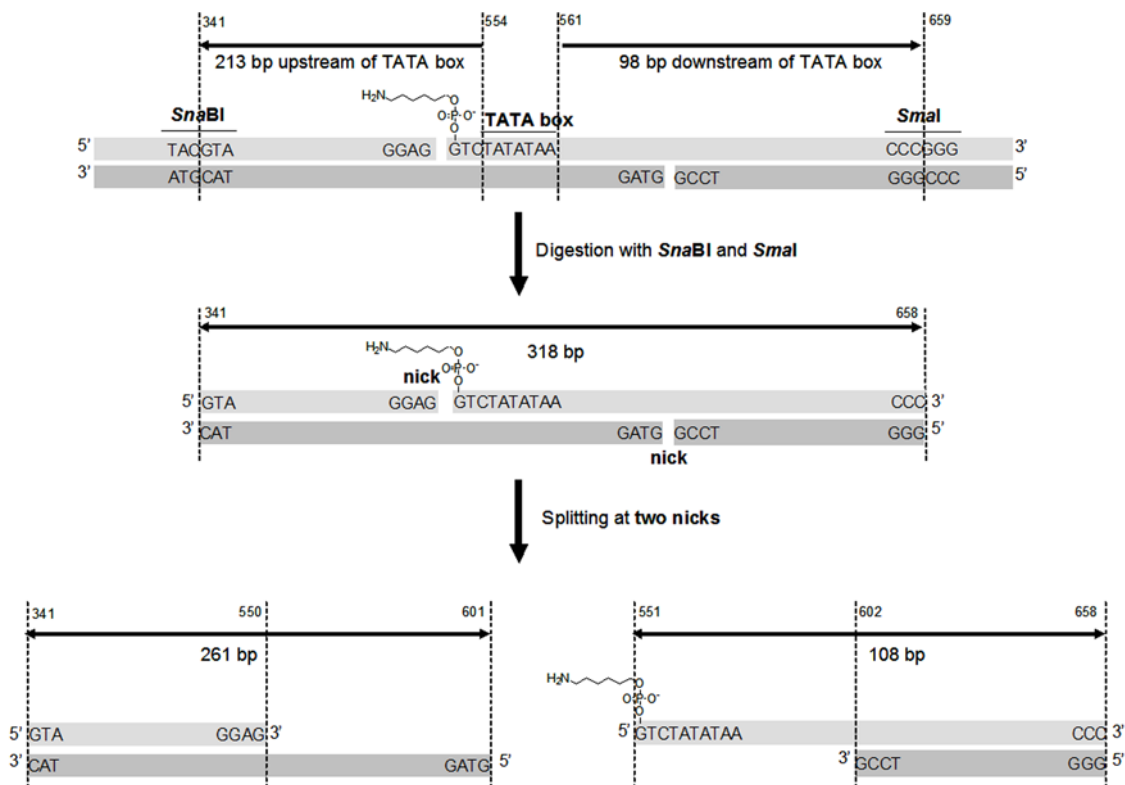 341 554 561 659
213 bp upstream of TATA box 98 bp downstream of TATA box
H₂N O
O=P-O⁻
O
SnaBI TATA box SmaI
5' TACGTA GGAG GTCTATATAA CCCGGG 3'
3' ATGCAT GATG GCCT GGGCCC 5'
Digestion with SnaBI and SmaI
341 658
318 bp
H₂N O
nick O=P-O⁻
O
5' GTA GGAG GTCTATATAA CCC 3'
3' CAT GATG GCCT GGG 5'
nick
Splitting at two nicks
341 550 601 551 602 658
261 bp 108 bp
H₂N O
O=P-O⁻
O
5' GTA GGAG 3' 5' GTCTATATAA CCC 3'
3' CAT GATG 5' 3' GCCT GGG 5'